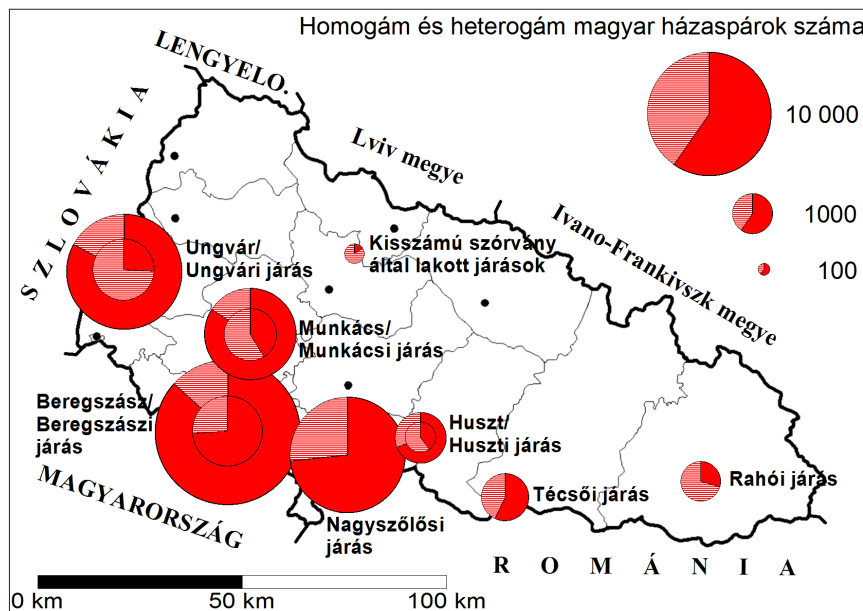 Homogám és heterogám magyar házaspárok száma
LENGYELO.
SZLOVÁKIA
Lviv megye
10 000
1000
100
Ivano-Frankivszk megye
Kisszámú szórvány
által lakott járások
Ungvár/
Ungvári járás
Munkács/
Munkácsi járás
Beregszász/
Beregszászi
járás
Huszt/
Huszti járás
Técsői járás
Rahói járás
Nagyszőlősi
járás
MAGYARORSZÁG
ROMÁNIA
0 km
50 km
100 km